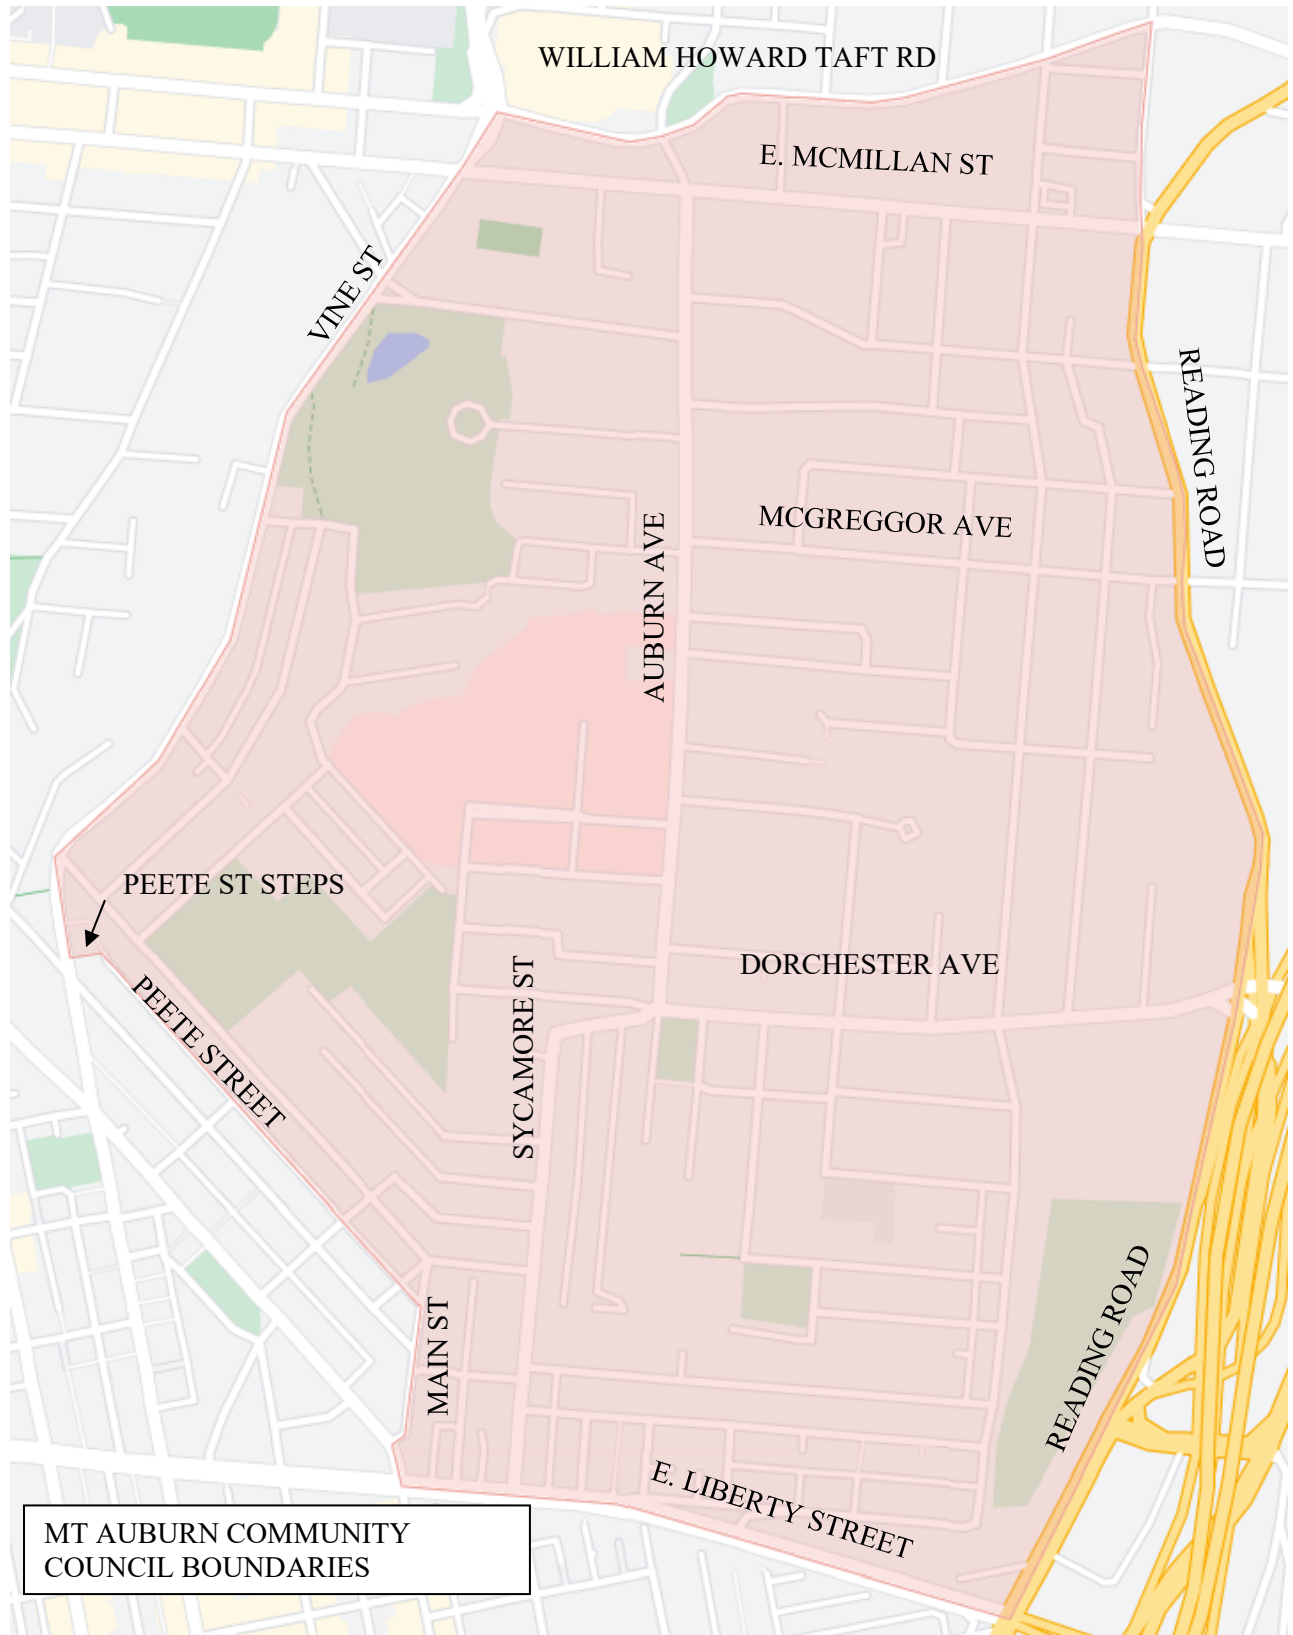 WILLIAM HOWARD TAFT RD
E. MCMILLAN ST
VINE ST
READING ROAD
MCGREGGOR AVE
AUBURN AVE
PEETE ST STEPS
DORCHESTER AVE
SYCAMORE ST
PEETE STREET
READING ROAD
MAIN ST
E. LIBERTY STREET
MT AUBURN COMMUNITY
COUNCIL BOUNDARIES